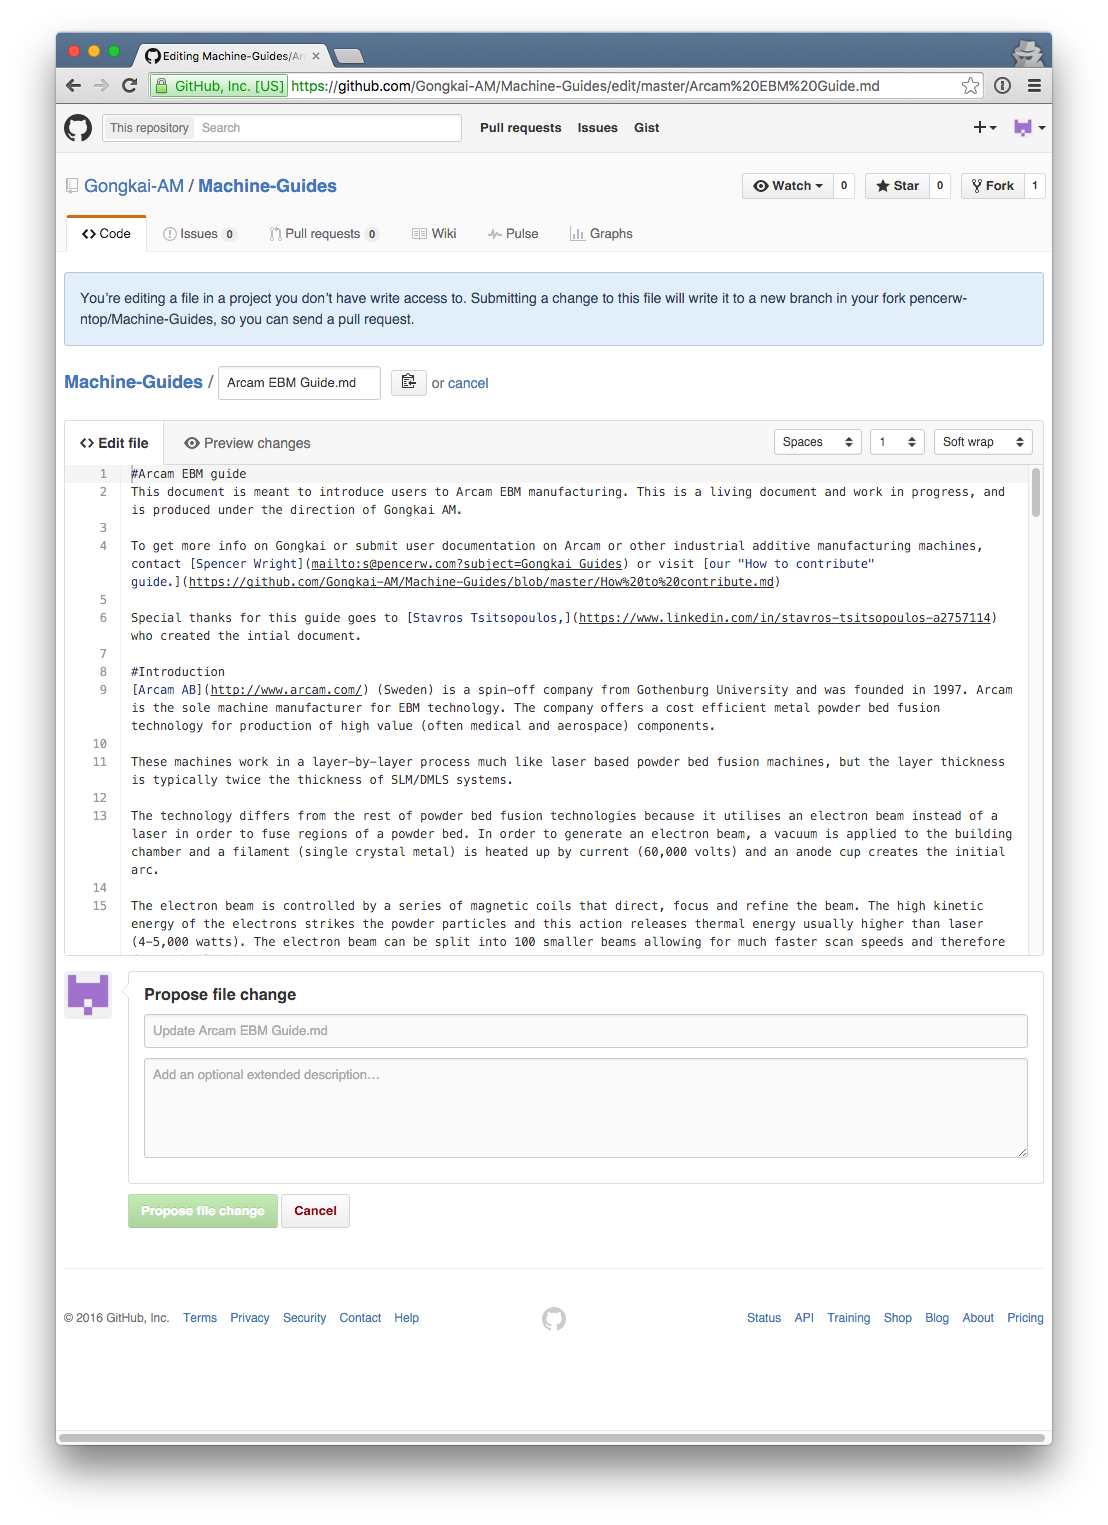 Editing Machine-Guides/Arc
GitHub, Inc. [US] https://github.com/Gongkai-AM/Machine-Guides/edit/master/Arcam%20EBM%20Guide.md
This repository Search Pull requests Issues Gist
Gongkai-AM / Machine-Guides
Watch 0 Star 0 Fork 1
Code Issues 0 Pull requests 0 Wiki Pulse Graphs
You’re editing a file in a project you don’t have write access to. Submitting a change to this file will write it to a new branch in your fork pencerw-
ntop/Machine-Guides, so you can send a pull request.
Machine-Guides / Arcam EBM Guide.md or cancel
Edit file Preview changes Spaces 1 Soft wrap
1 #Arcam EBM guide
2 This document is meant to introduce users to Arcam EBM manufacturing. This is a living document and work in progress, and
is produced under the direction of Gongkai AM.
3
4 To get more info on Gongkai or submit user documentation on Arcam or other industrial additive manufacturing machines,
contact [Spencer Wright](mailto:s@pencerw.com?subject=Gongkai Guides) or visit [our "How to contribute"
guide.](https://github.com/Gongkai-AM/Machine-Guides/blob/master/How%20to%20contribute.md)
5
6 Special thanks for this guide goes to [Stavros Tsitsopoulos,](https://www.linkedin.com/in/stavros-tsitsopoulos-a2757114)
who created the intial document.
7
8 #Introduction
9 [Arcam AB](http://www.arcam.com/) (Sweden) is a spin-off company from Gothenburg University and was founded in 1997. Arcam
is the sole machine manufacturer for EBM technology. The company offers a cost efficient metal powder bed fusion
technology for production of high value (often medical and aerospace) components.
10
11 These machines work in a layer-by-layer process much like laser based powder bed fusion machines, but the layer thickness
is typically twice the thickness of SLM/DMLS systems.
12
13 The technology differs from the rest of powder bed fusion technologies because it utilises an electron beam instead of a
laser in order to fuse regions of a powder bed. In order to generate an electron beam, a vacuum is applied to the building
chamber and a filament (single crystal metal) is heated up by current (60,000 volts) and an anode cup creates the initial
arc.
14
15 The electron beam is controlled by a series of magnetic coils that direct, focus and refine the beam. The high kinetic
energy of the electrons strikes the powder particles and this action releases thermal energy usually higher than laser
(4-5,000 watts). The electron beam can be split into 100 smaller beams allowing for much faster scan speeds and therefore
Propose file change
Update Arcam EBM Guide.md
Add an optional extended description…
Propose file change Cancel
© 2016 GitHub, Inc. Terms Privacy Security Contact Help Status API Training Shop Blog About Pricing